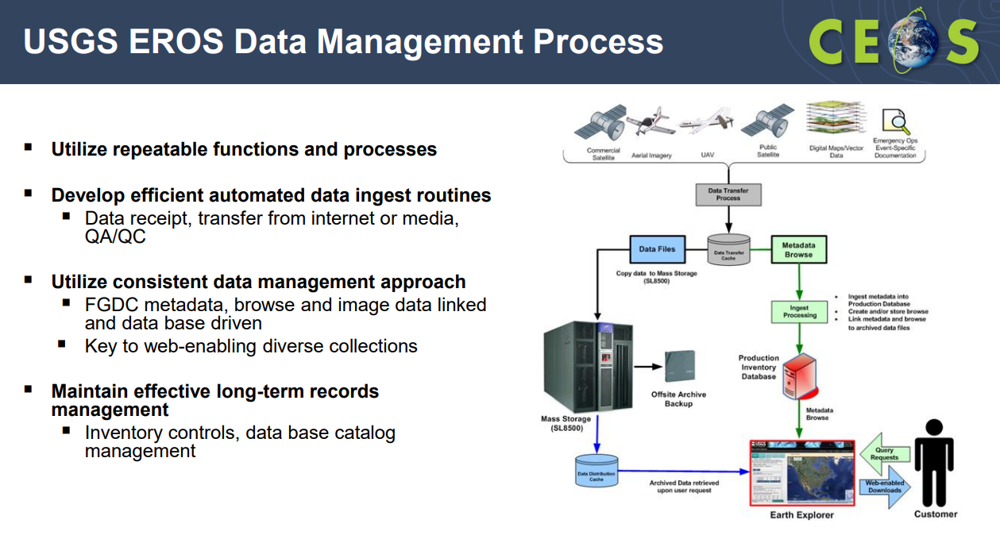 USGS EROS Data Management Process
CEOS
▪ Utilize repeatable functions and processes
▪ Develop efficient automated data ingest routines
▪ Data receipt, transfer from internet or media,
QA/QC
▪ Utilize consistent data management approach
▪ FGDC metadata, browse and image data linked
and data base driven
▪ Key to web-enabling diverse collections
▪ Maintain effective long-term records
management
▪ Inventory controls, data base catalog
management
Commercial
Satellite
Aerial Imagery
UAV
Public
Satellite
Digital Maps/Vector
Data
Emergency Ops
Event-Specific
Documentation
Data Transfer
Process
Data Files
Data Transfer
Cache
Metadata
Browse
Copy data to Mass Storage
(SL8500)
Ingest
Processing
• Ingest metadata into
Production Database
• Create and/or store browse
• Link metadata and browse
to archived data files
Production
Inventory
Database
Offsite Archive
Backup
Mass Storage
(SL8500)
Metadata
Browse
Data Distribution
Cache
Archived Data retrieved
upon user request
USGS
Query
Requests
Web-enabled
Downloads
Earth Explorer
Customer